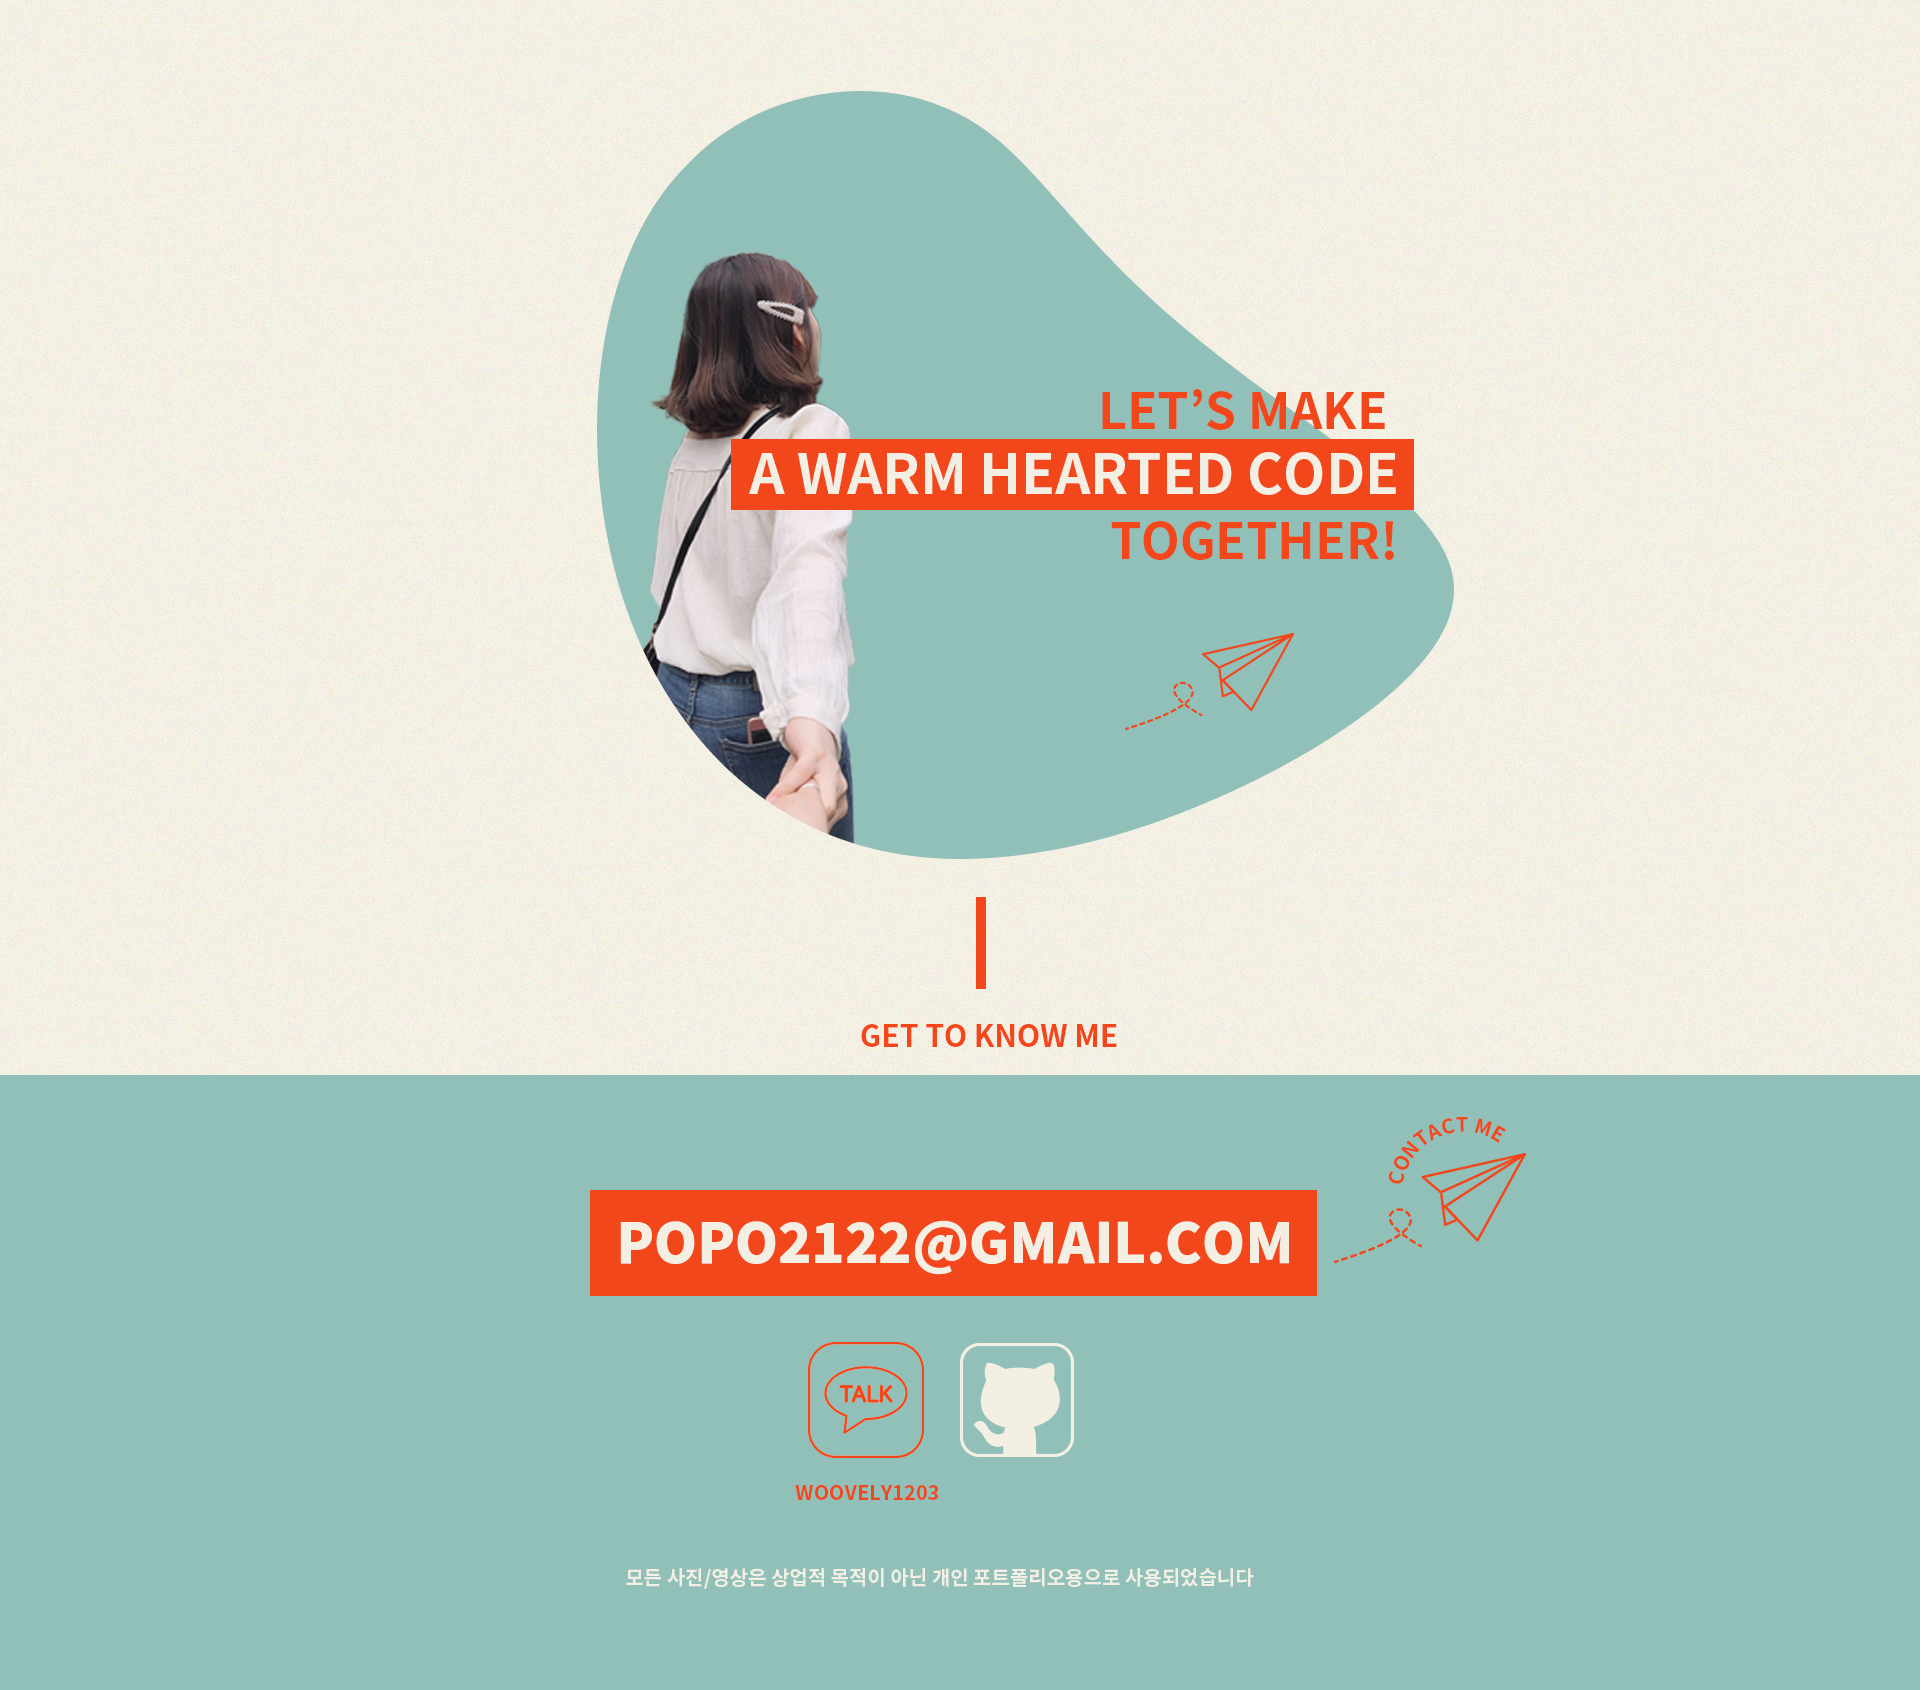 LET’S MAKE
A WARM HEARTED CODE
TOGETHER!
GET TO KNOW ME
CONTACT ME
POPO2122@GMAIL.COM
TALK
WOOVELY1203
모든 사진/영상은 상업적 목적이 아닌 개인 포트폴리오용으로 사용되었습니다